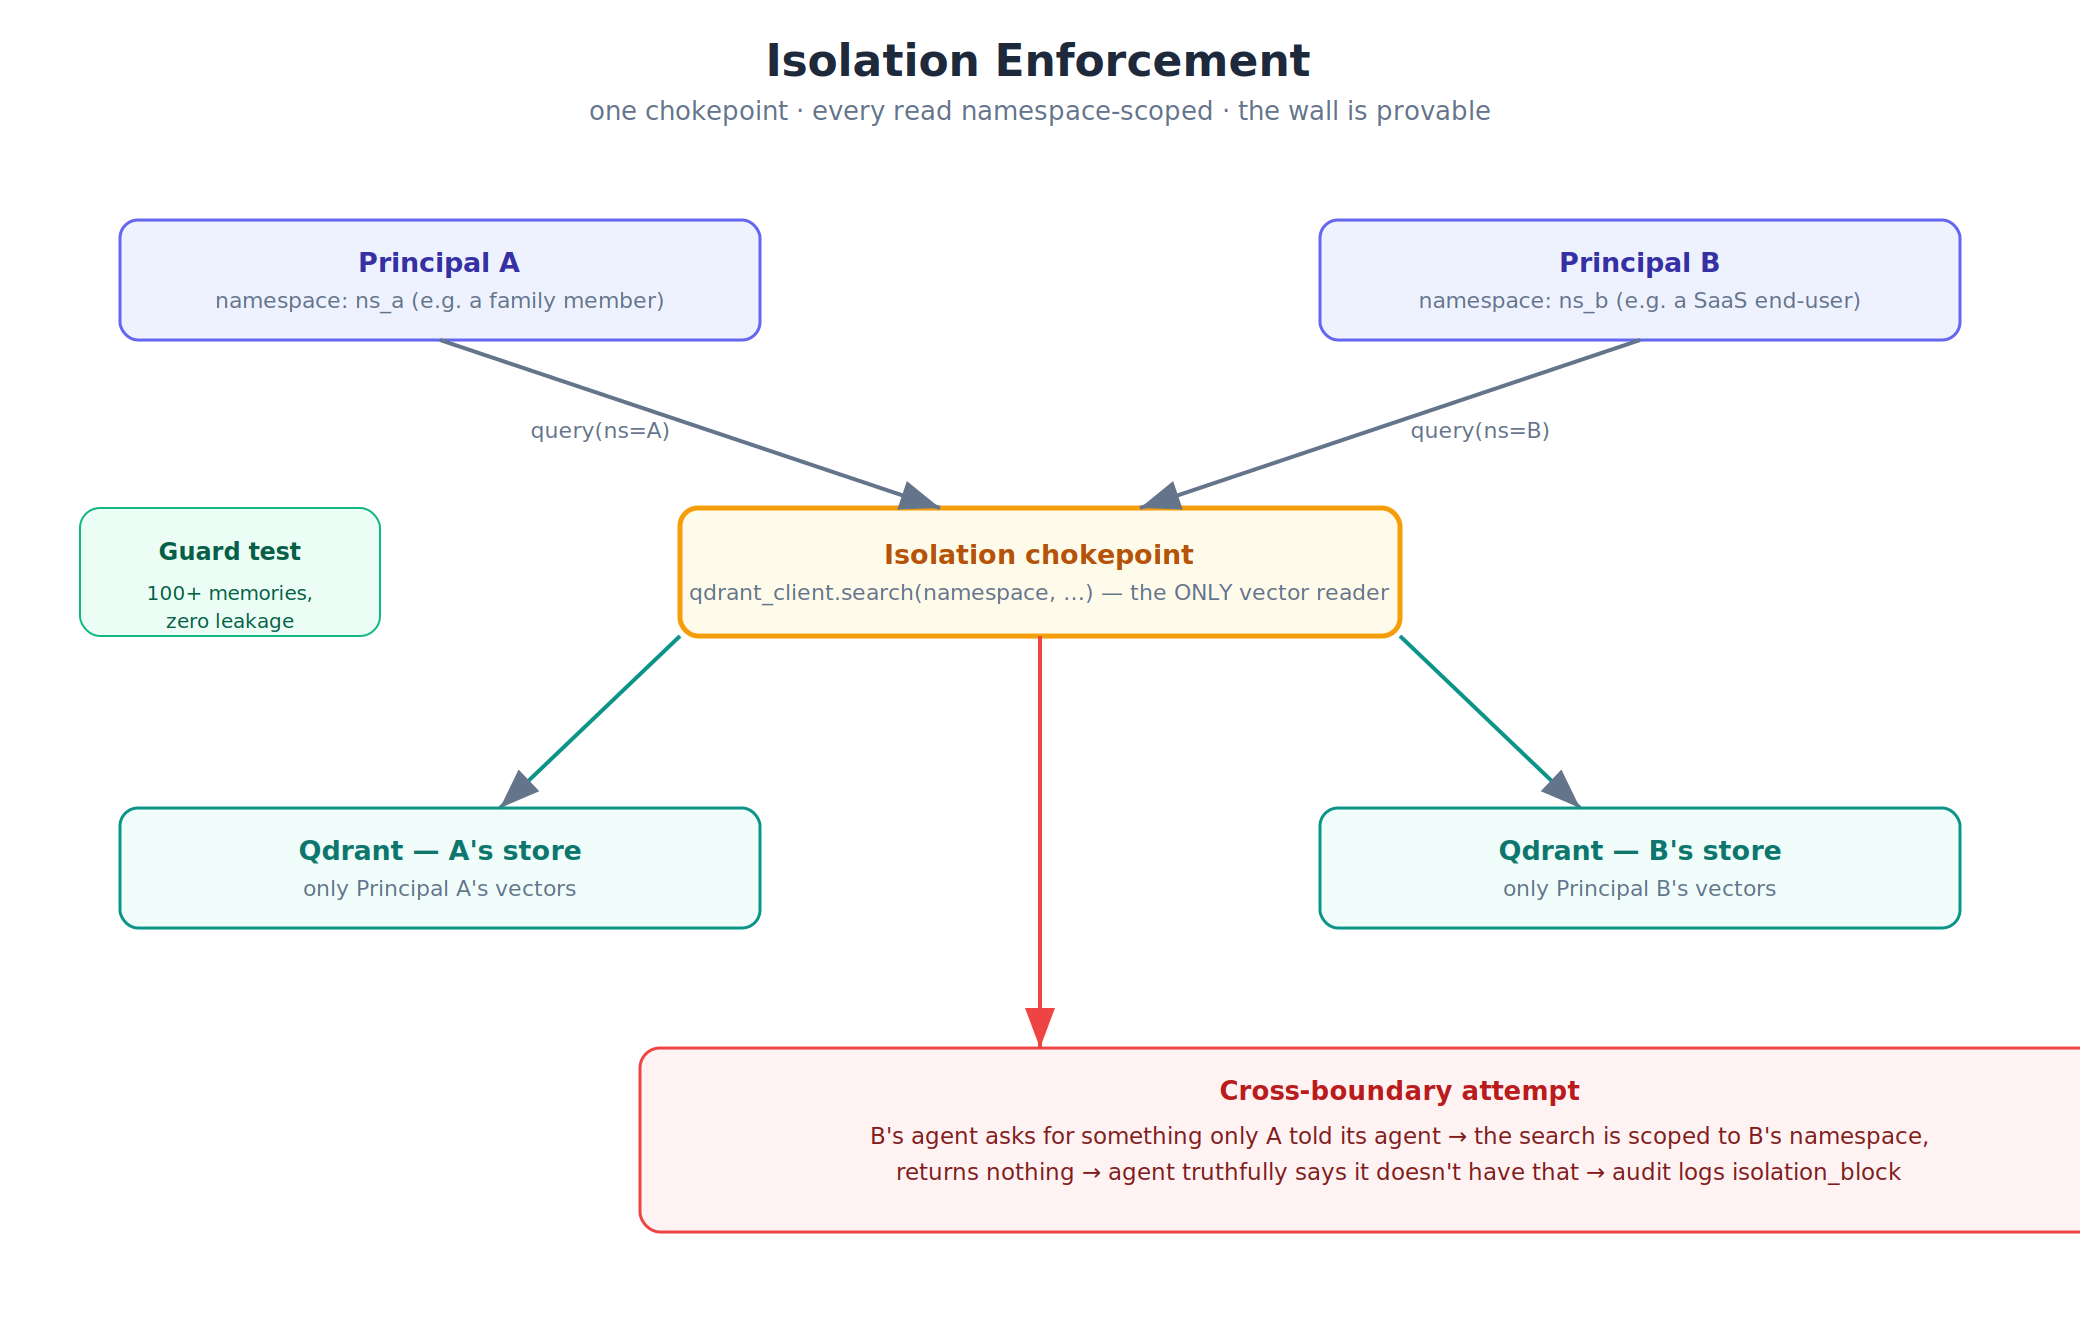 Isolation Enforcement
one chokepoint · every read namespace-scoped · the wall is provable
Principal A
namespace: ns_a (e.g. a family member)
Principal B
namespace: ns_b (e.g. a SaaS end-user)
query(ns=A)
query(ns=B)
Guard test
100+ memories,
zero leakage
Isolation chokepoint
qdrant_client.search(namespace, …) — the ONLY vector reader
Qdrant — A's store
only Principal A's vectors
Qdrant — B's store
only Principal B's vectors
Cross-boundary attempt
B's agent asks for something only A told its agent → the search is scoped to B's namespace,
returns nothing → agent truthfully says it doesn't have that → audit logs isolation_block